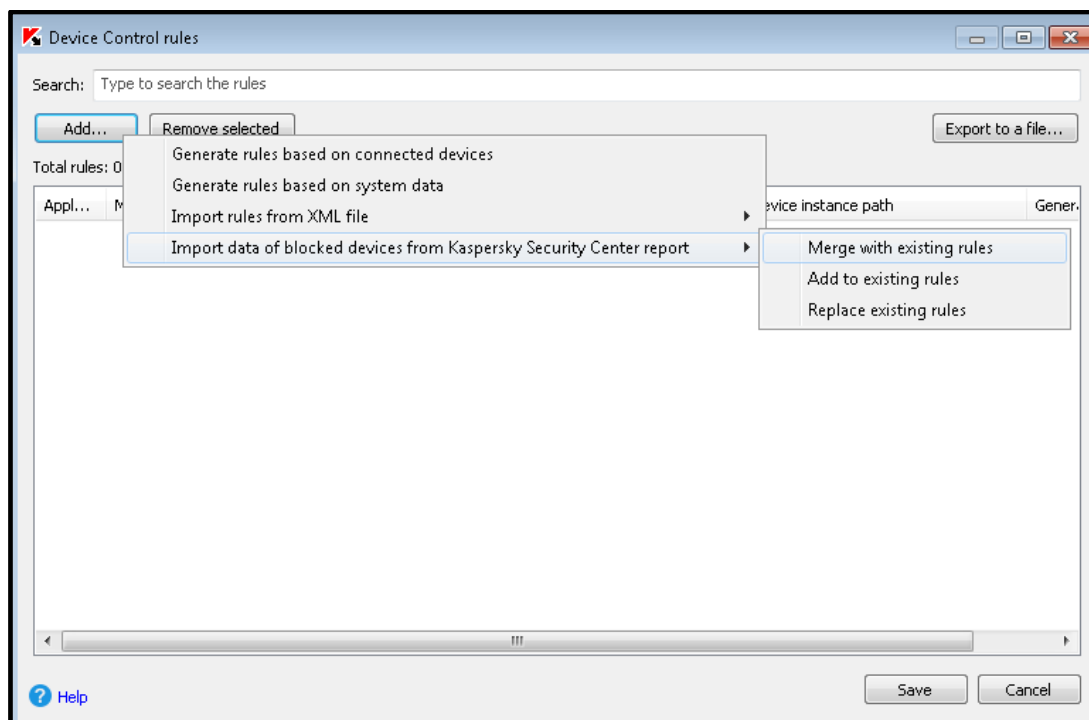 Device Control rules
Search: Type to search the rules
Add... Remove selected Export to a file...
Generate rules based on connected devices
Total rules: 0
Generate rules based on system data
Appl... M evice instance path Gener
Import rules from XML file
Import data of blocked devices from Kaspersky Security Center report
Merge with existing rules
Add to existing rules
Replace existing rules
Help
Save Cancel